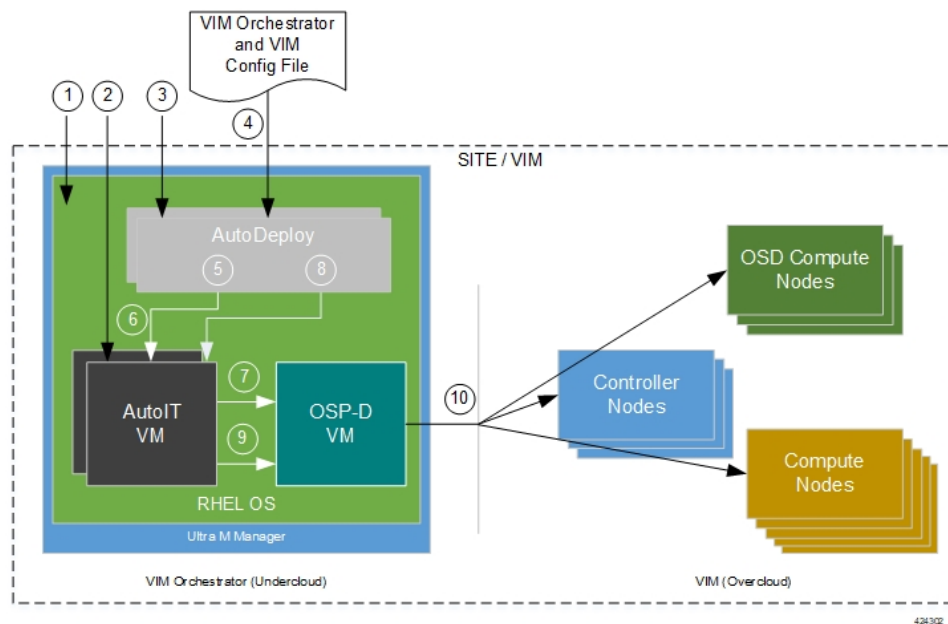 VIM Orchestrator
and VIM
Config File
1
2
3
4
SITE / VIM
AutoDeploy
5
8
6
OSD Compute
Nodes
7
10
Controller
Nodes
AutoIT
VM
OSP-D
VM
9
Compute
Nodes
RHEL OS
Ultra M Manager
VIM Orchestrator (Undercloud)
VIM (Overcloud)
424302